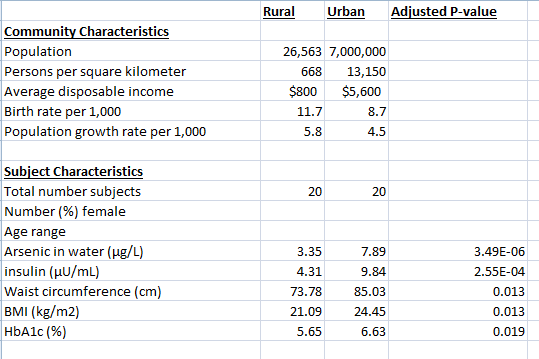 Rural Urban Adjusted P-value
Community Characteristics
Population 26,563 7,000,000
Persons per square kilometer 668 13,150
Average disposable income $800 $5,600
Birth rate per 1,000 11.7 8.7
Population growth rate per 1,000 5.8 4.5
Subject Characteristics
Total number subjects 20 20
Number (%) female
Age range
Arsenic in water (µg/L) 3.35 7.89 3.49E-06
insulin (µU/mL) 4.31 9.84 2.55E-04
Waist circumference (cm) 73.78 85.03 0.013
BMI (kg/m2) 21.09 24.45 0.013
HbA1c (%) 5.65 6.63 0.019